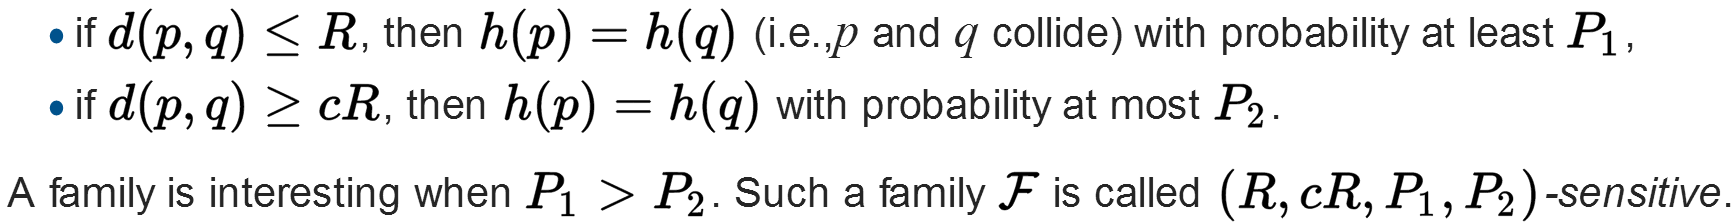 • if d(p, q) ≤ R, then h(p) = h(q) (i.e.,p and q collide) with probability at least P₁,
• if d(p, q) ≥ cR, then h(p) = h(q) with probability at most P₂.
A family is interesting when P₁ > P₂. Such a family ℱ is called (R, cR, P₁, P₂)-sensitive.